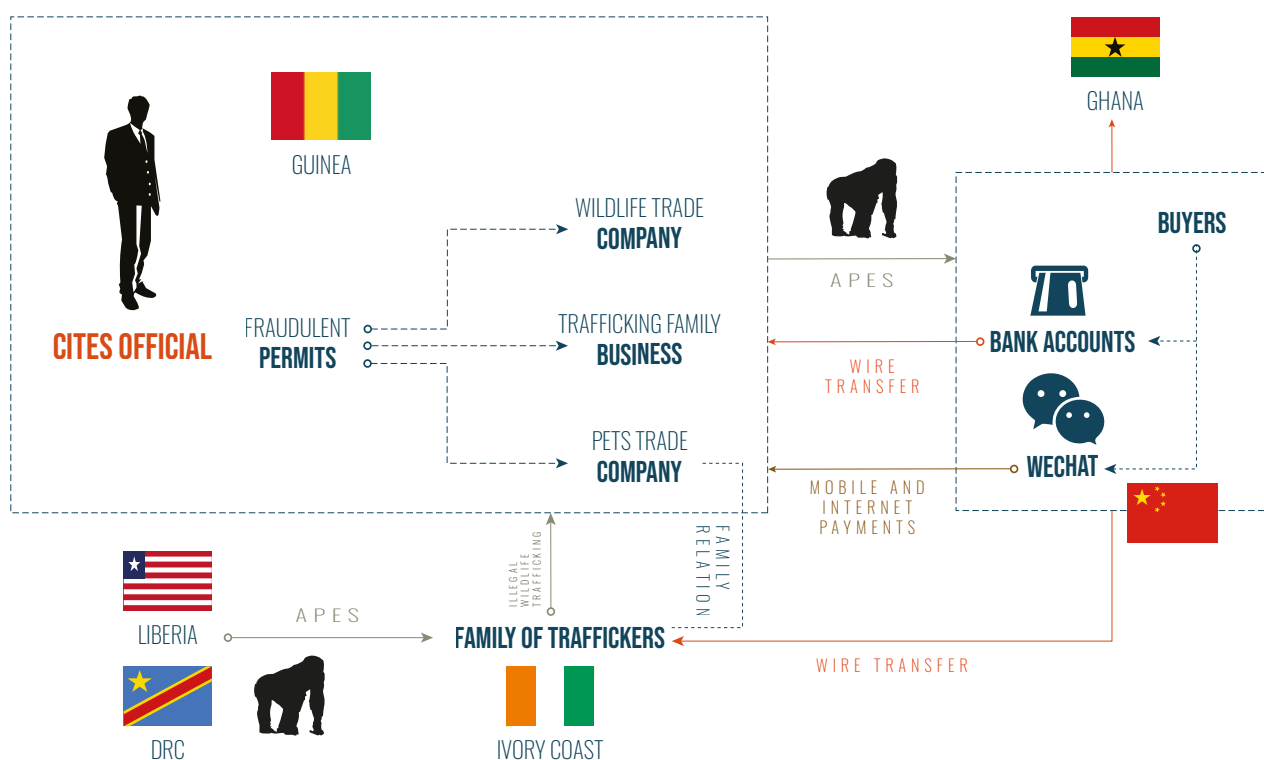 GHANA
GUINEA
WILDLIFE TRADE
COMPANY
BUYERS
APES
CITES OFFICIAL
FRAUDULENT
PERMITS
TRAFFICKING FAMILY
BUSINESS
BANK ACCOUNTS
WIRE
TRANSFER
PETS TRADE
COMPANY
WECHAT
MOBILE AND
INTERNET
PAYMENTS
ILLEGAL
WILDLIFE
TRAFFICKING
FAMILY
RELATION
LIBERIA
APES
FAMILY OF TRAFFICKERS
WIRE TRANSFER
DRC
IVORY COAST